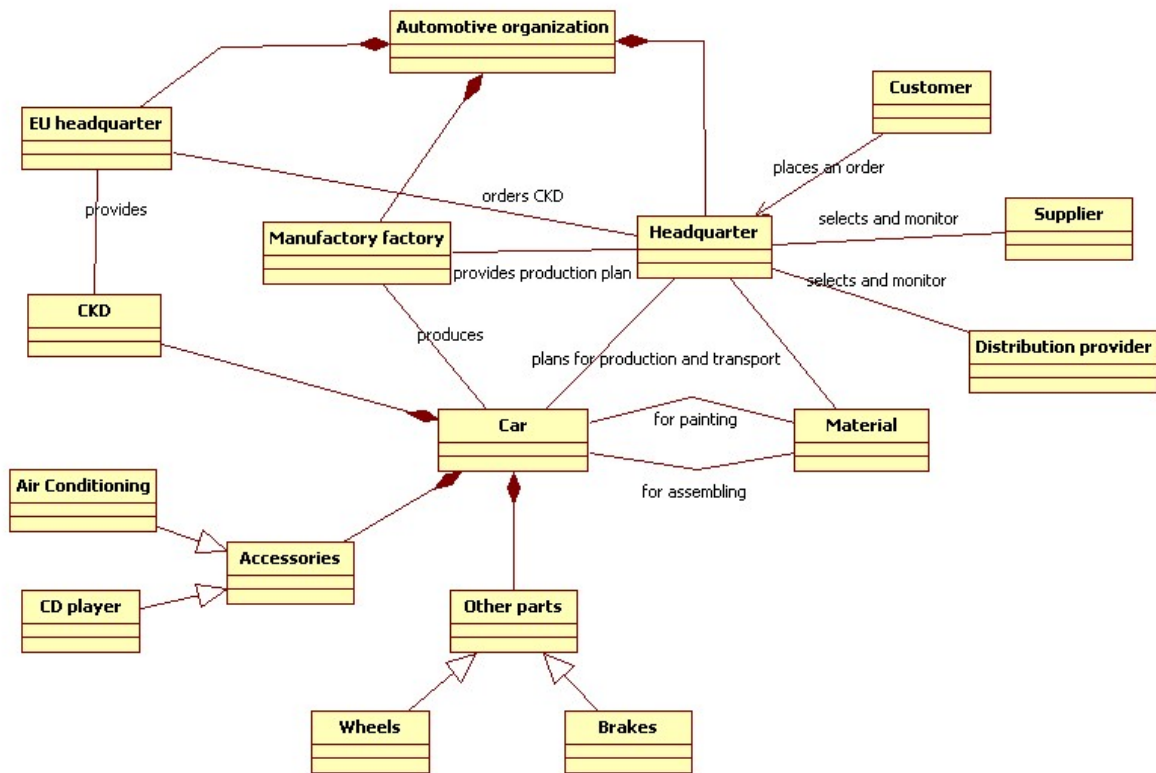 Automotive organization
Customer
EU headquarter
places an order
orders CKD
provides
Supplier
selects and monitor
Manufactory factory
Headquarter
provides production plan
selects and monitor
CKD
produces
Distribution provider
plans for production and transport
Car
for painting
Material
for assembling
Air Conditioning
Accessories
CD player
Other parts
Wheels
Brakes